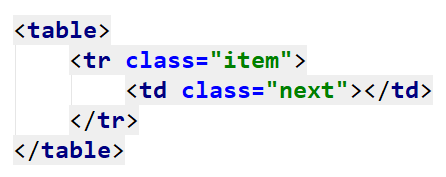 <table>
    <tr class="item">
        <td class="next"></td>
    </tr>
</table>